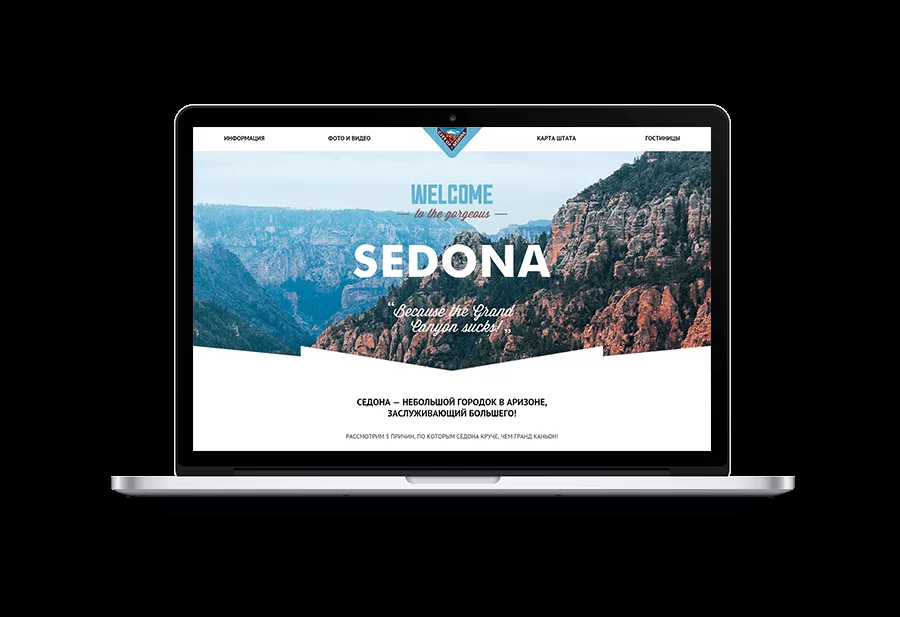 ИНФОРМАЦИЯ ФОТО И ВИДЕО КАРТА ШТАТА ГОСТИНИЦЫ
WELCOME
to the gorgeous
SEDONA
“Because the Grand
Canyon sucks!”
СЕДОНА — НЕБОЛЬШОЙ ГОРОДОК В АРИЗОНЕ,
ЗАСЛУЖИВАЮЩИЙ БОЛЬШЕГО!
РАССМОТРИМ 5 ПРИЧИН, ПО КОТОРЫМ СЕДОНА КРУЧЕ, ЧЕМ ГРАНД КАНЬОН!